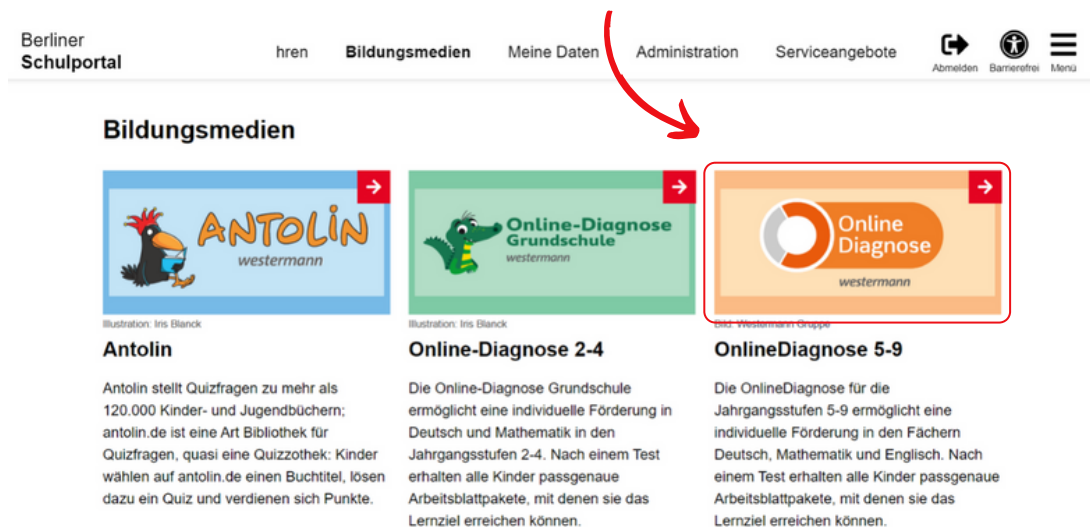 Berliner
Schulportal
hren
Bildungsmedien
Meine Daten
Administration
Serviceangebote
Abmelden
Barrierefrei
Menü
Bildungsmedien
ANTOLIN
westermann
Illustration: Iris Blanck
Antolin
Antolin stellt Quizfragen zu mehr als
120.000 Kinder- und Jugendbüchern;
antolin.de ist eine Art Bibliothek für
Quizfragen, quasi eine Quizzothek: Kinder
wählen auf antolin.de einen Buchtitel, lösen
dazu ein Quiz und verdienen sich Punkte.
Online-Diagnose
Grundschule
westermann
Illustration: Iris Blanck
Online-Diagnose 2-4
Die Online-Diagnose Grundschule
ermöglicht eine individuelle Förderung in
Deutsch und Mathematik in den
Jahrgangsstufen 2-4. Nach einem Test
erhalten alle Kinder passgenaue
Arbeitsblattpakete, mit denen sie das
Lernziel erreichen können.
Online
Diagnose
westermann
Bild: Westermann Gruppe
OnlineDiagnose 5-9
Die OnlineDiagnose für die
Jahrgangsstufen 5-9 ermöglicht eine
individuelle Förderung in den Fächern
Deutsch, Mathematik und Englisch. Nach
einem Test erhalten alle Kinder passgenaue
Arbeitsblattpakete, mit denen sie das
Lernziel erreichen können.